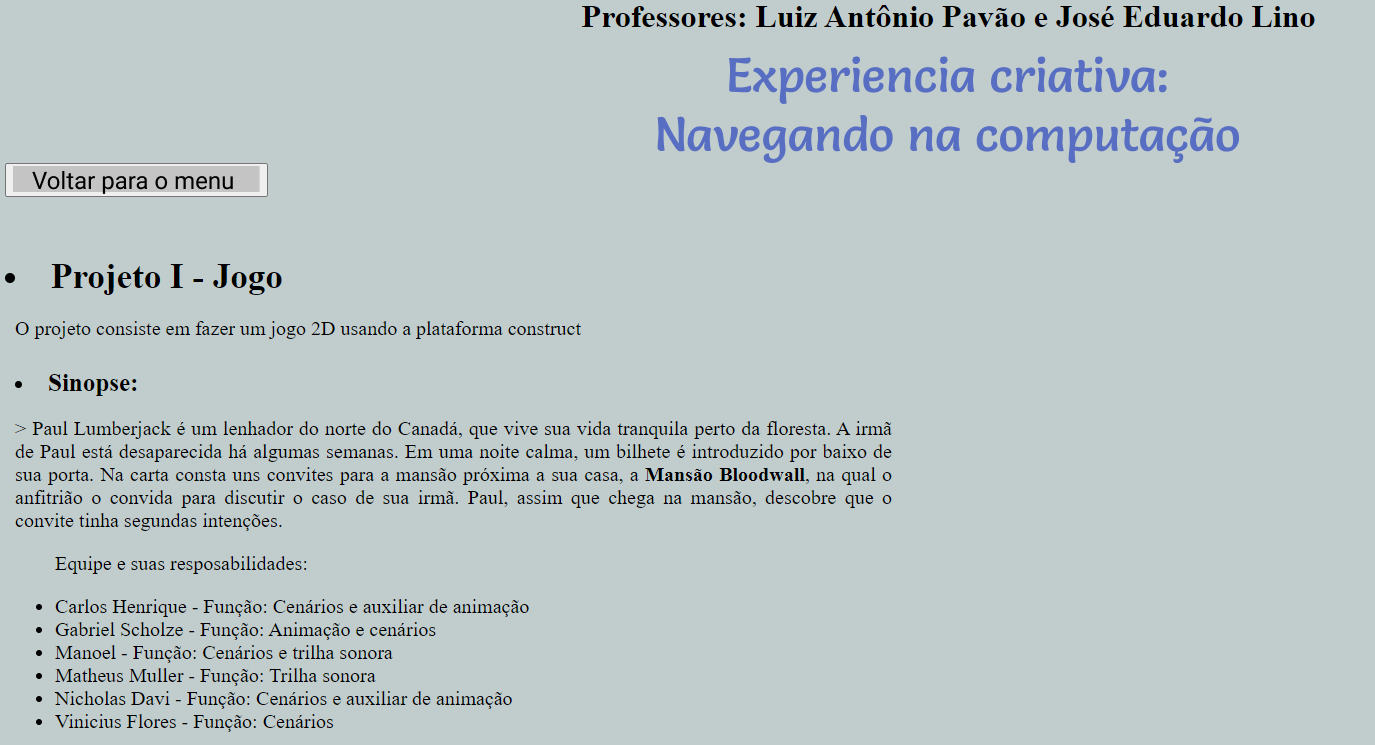 Professores: Luiz Antônio Pavão e José Eduardo Lino
Experiencia criativa:
Navegando na computação
Voltar para o menu
• Projeto I - Jogo
O projeto consiste em fazer um jogo 2D usando a plataforma construct
• Sinopse:
> Paul Lumberjack é um lenhador do norte do Canadá, que vive sua vida tranquila perto da floresta. A irmã
de Paul está desaparecida há algumas semanas. Em uma noite calma, um bilhete é introduzido por baixo de
sua porta. Na carta consta uns convites para a mansão próxima a sua casa, a Mansão Bloodwall, na qual o
anfitrião o convida para discutir o caso de sua irmã. Paul, assim que chega na mansão, descobre que o
convite tinha segundas intenções.
Equipe e suas resposabilidades:
• Carlos Henrique - Função: Cenários e auxiliar de animação
• Gabriel Scholze - Função: Animação e cenários
• Manoel - Função: Cenários e trilha sonora
• Matheus Muller - Função: Trilha sonora
• Nicholas Davi - Função: Cenários e auxiliar de animação
• Vinicius Flores - Função: Cenários